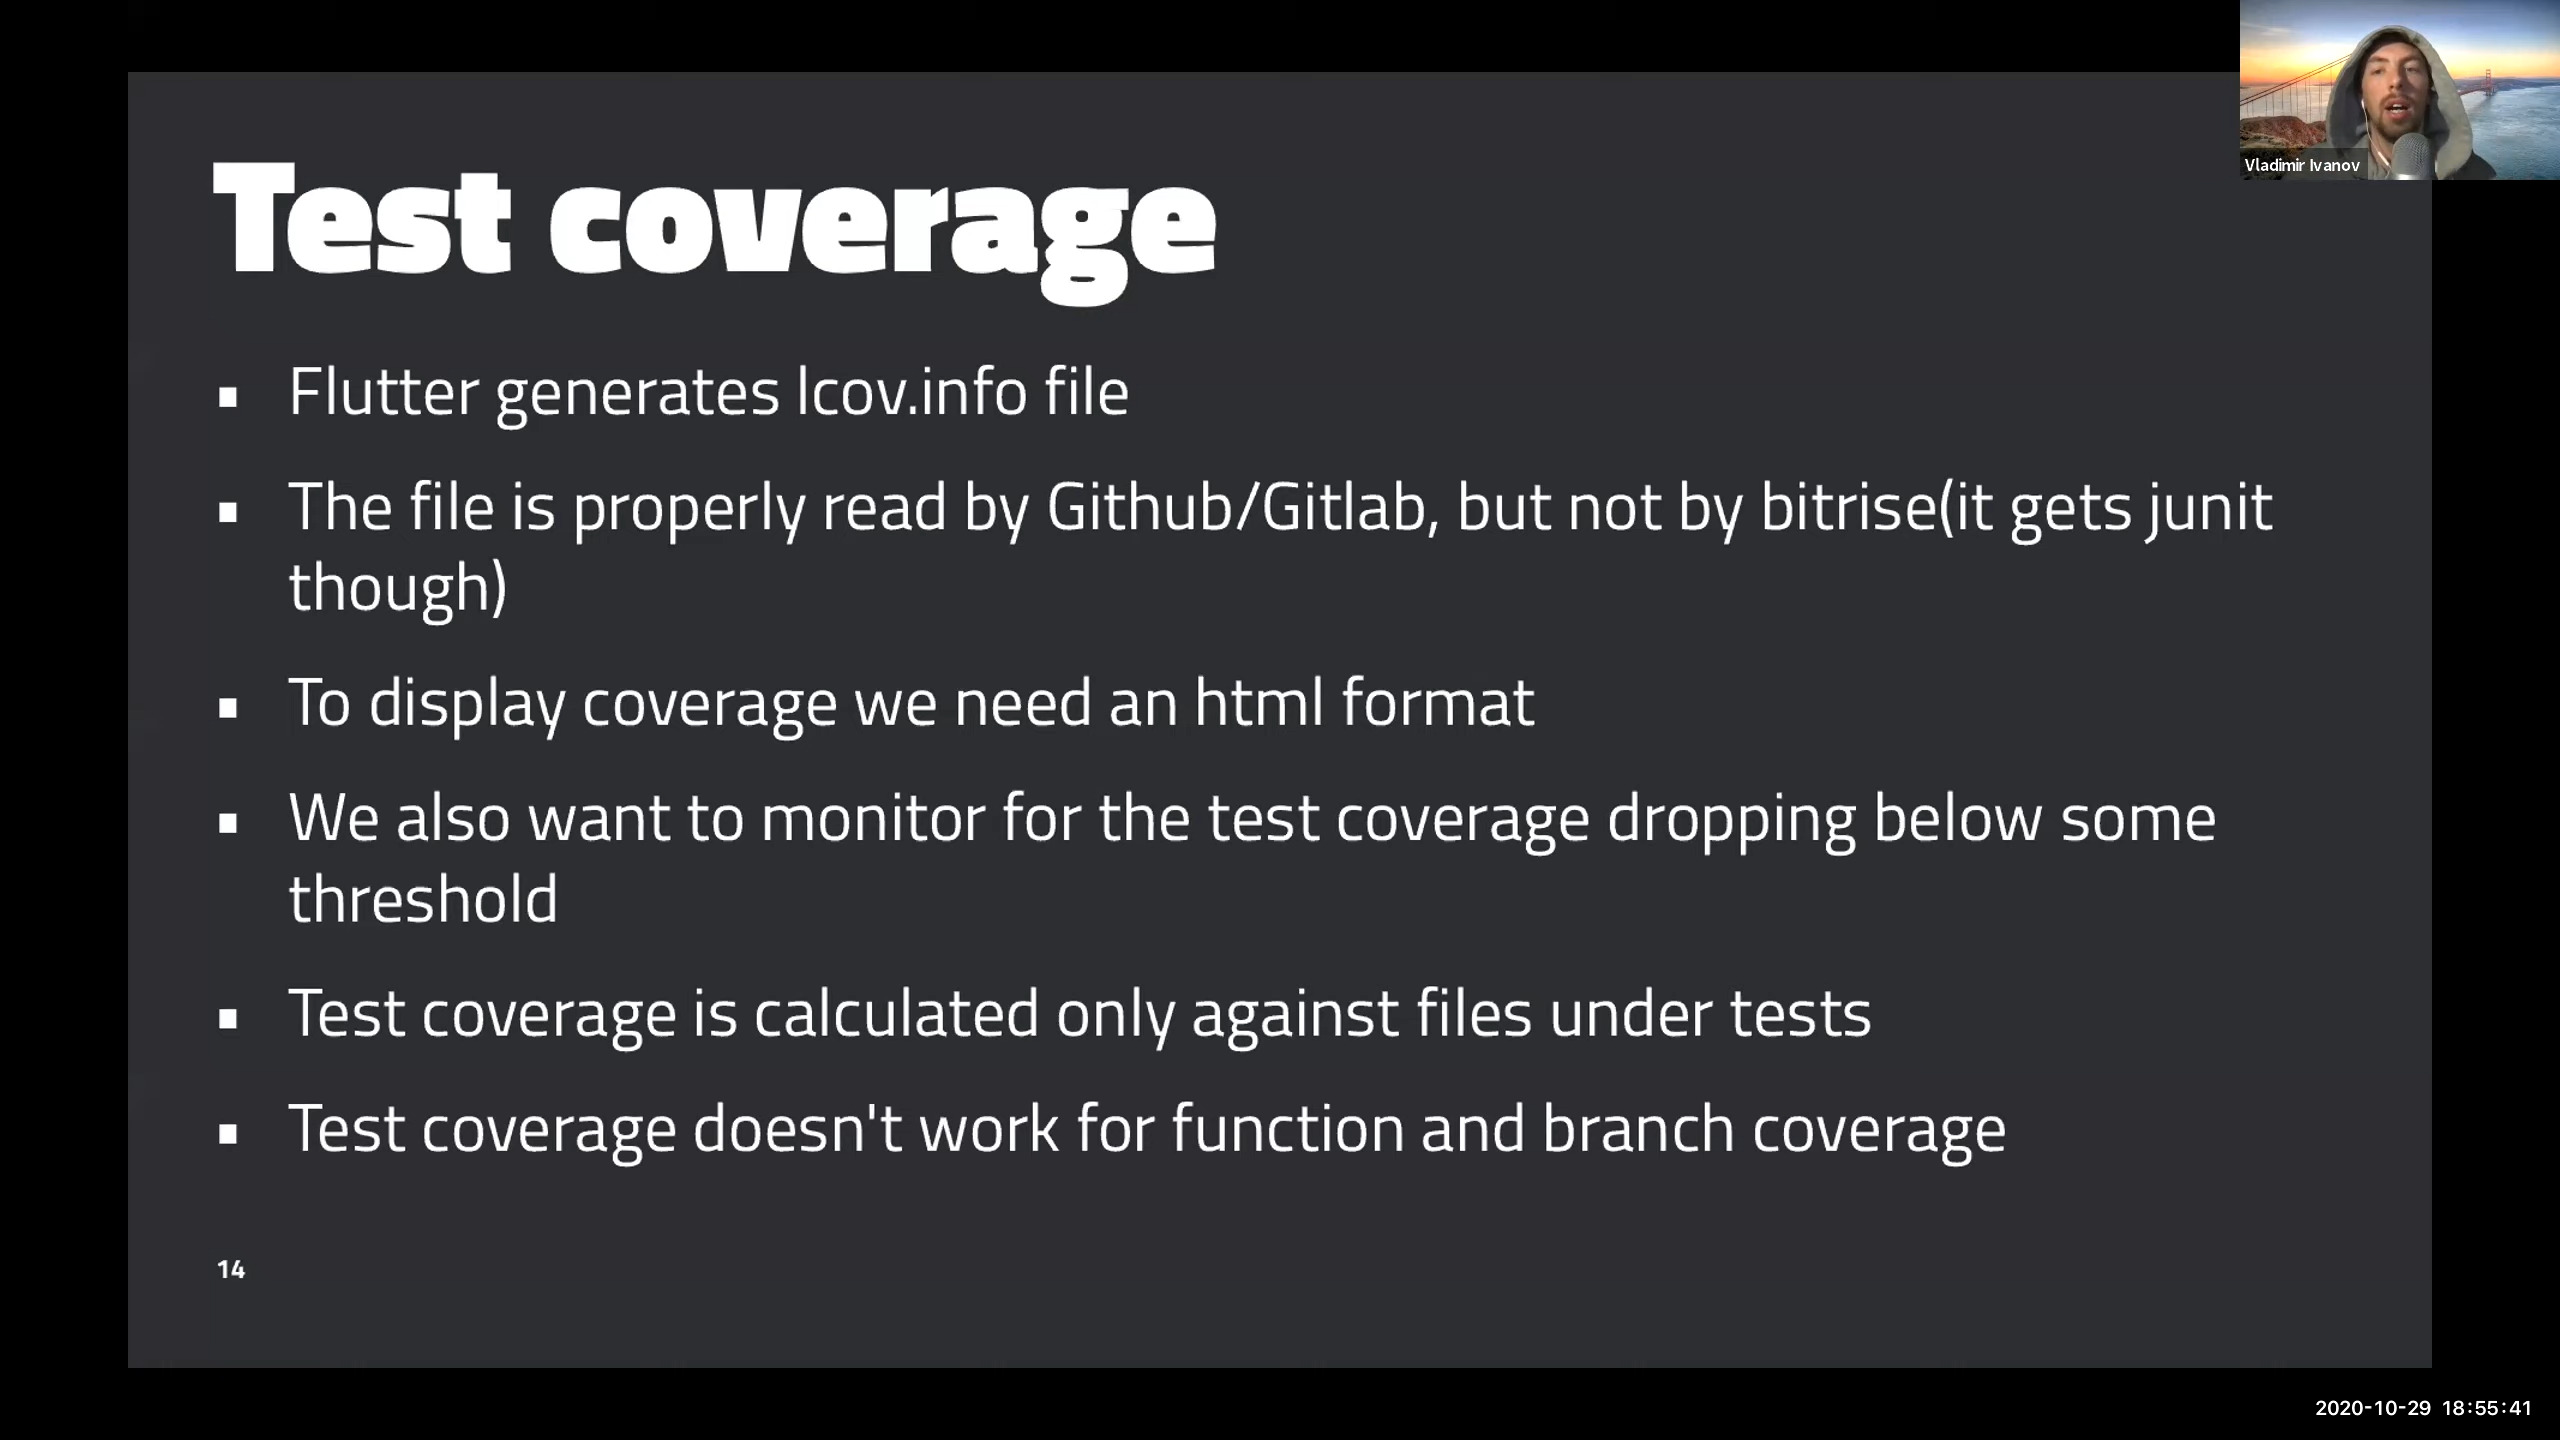 Vladimir Ivanov
Test coverage
▪ Flutter generates lcov.info file
▪ The file is properly read by Github/Gitlab, but not by bitrise(it gets junit
though)
▪ To display coverage we need an html format
▪ We also want to monitor for the test coverage dropping below some
threshold
▪ Test coverage is calculated only against files under tests
▪ Test coverage doesn't work for function and branch coverage
14
2020-10-29 18:55:41